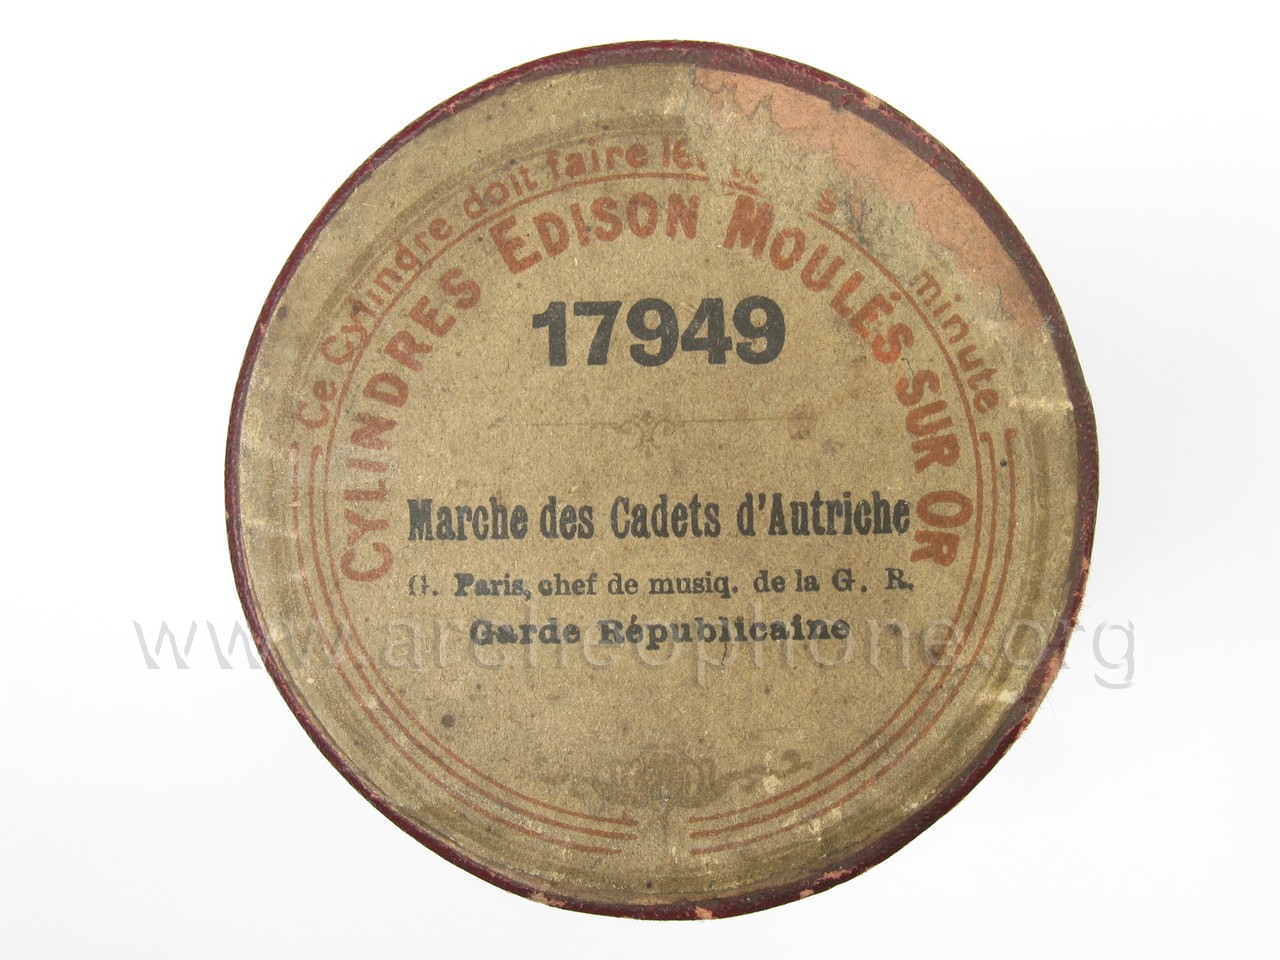 Ce Cylindre doit faire minute
CYLINDRES EDISON MOULÉS SUR OR
17949
Marche des Cadets d'Autriche
G. Paris, chef de musiq. de la G. R.
Garde Républicaine
www.archeophone.org